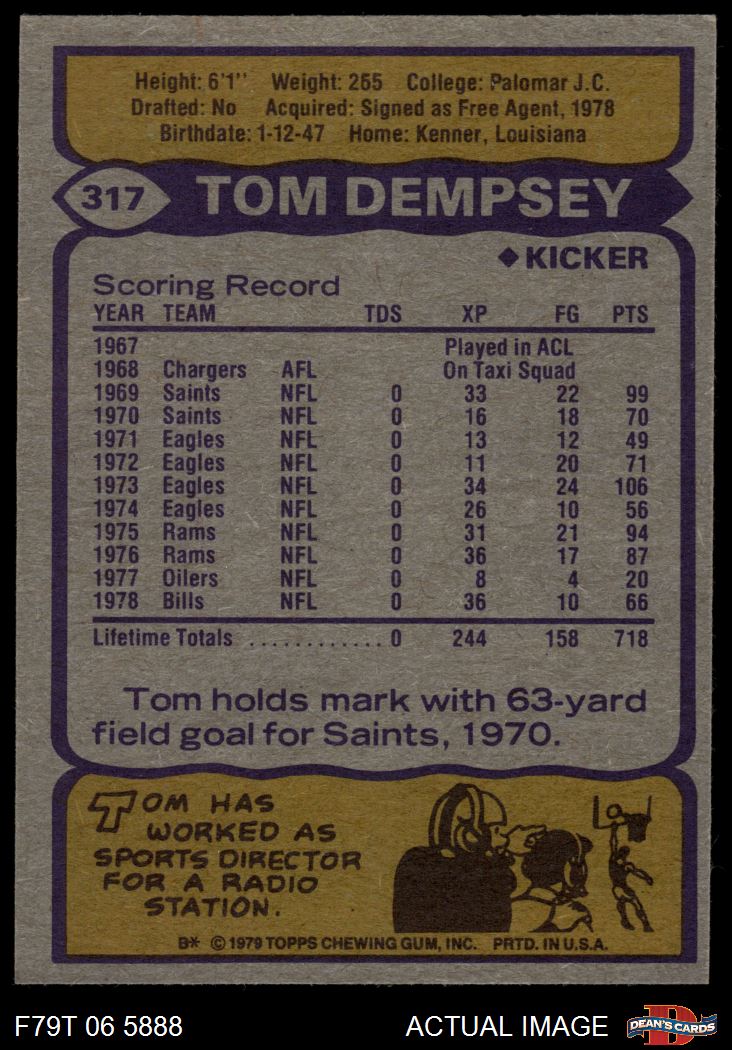 Height: 6'1" Weight: 265 College: Palomar J.C.
Drafted: No Acquired: Signed as Free Agent, 1978
Birthdate: 1-12-47 Home: Kenner, Louisiana
317 TOM DEMPSEY
◆ KICKER
Scoring Record
YEAR TEAM TDS XP FG PTS
1967 Played in ACL
1968 Chargers AFL On Taxi Squad
1969 Saints NFL 0 33 22 99
1970 Saints NFL 0 16 18 70
1971 Eagles NFL 0 13 12 49
1972 Eagles NFL 0 11 20 71
1973 Eagles NFL 0 34 24 106
1974 Eagles NFL 0 26 10 56
1975 Rams NFL 0 31 21 94
1976 Rams NFL 0 36 17 87
1977 Oilers NFL 0 8 4 20
1978 Bills NFL 0 36 10 66
Lifetime Totals ............ 0 244 158 718
Tom holds mark with 63-yard
field goal for Saints, 1970.
TOM HAS
WORKED AS
SPORTS DIRECTOR
FOR A RADIO
STATION.
B* © 1979 TOPPS CHEWING GUM, INC. PRTD. IN U.S.A.
F79T 06 5888 ACTUAL IMAGE D DEAN'S CARDS